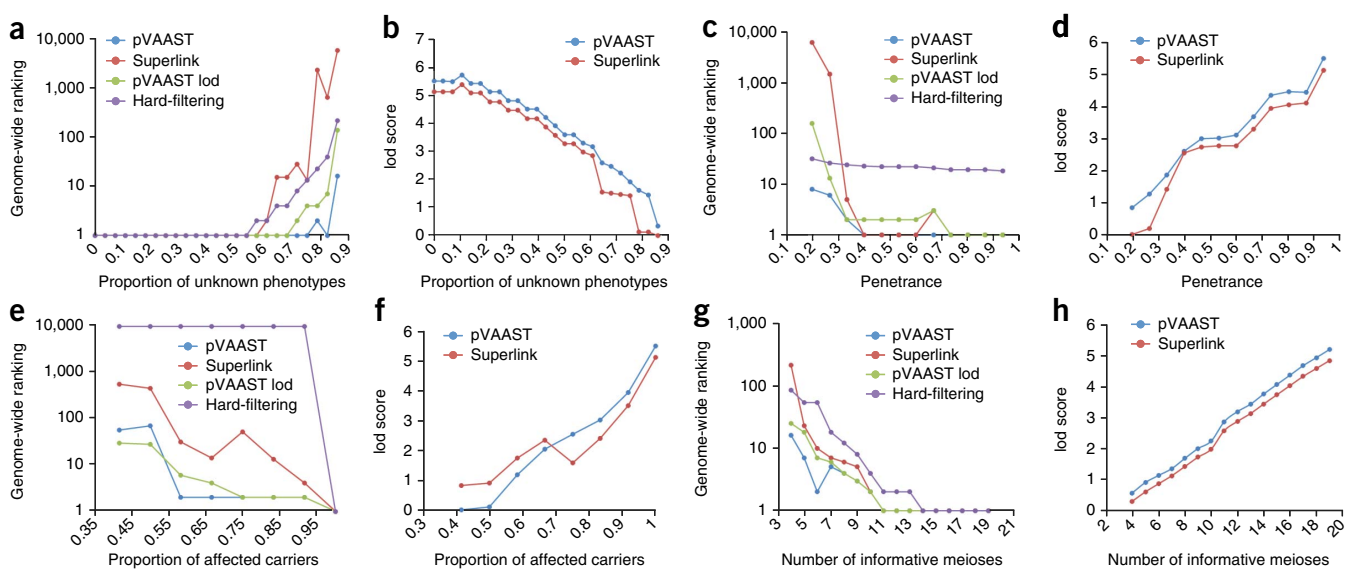 a
10,000
1,000
100
10
1
Genome-wide ranking
pVAAST
Superlink
pVAAST lod
Hard-filtering
0 0.1 0.2 0.3 0.4 0.5 0.6 0.7 0.8 0.9
Proportion of unknown phenotypes
b
7
6
5
4
3
2
1
0
lod score
pVAAST
Superlink
0 0.1 0.2 0.3 0.4 0.5 0.6 0.7 0.8 0.9
Proportion of unknown phenotypes
c
10,000
1,000
100
10
1
Genome-wide ranking
pVAAST
Superlink
pVAAST lod
Hard-filtering
0.1 0.2 0.3 0.4 0.5 0.6 0.7 0.8 0.9 1
Penetrance
d
6
5
4
3
2
1
0
lod score
pVAAST
Superlink
0.1 0.2 0.3 0.4 0.5 0.6 0.7 0.8 0.9 1
Penetrance
e
10,000
1,000
100
10
1
Genome-wide ranking
pVAAST
Superlink
pVAAST lod
Hard-filtering
0.35 0.45 0.55 0.65 0.75 0.85 0.95
Proportion of affected carriers
f
6
5
4
3
2
1
0
lod score
pVAAST
Superlink
0.3 0.4 0.5 0.6 0.7 0.8 0.9 1
Proportion of affected carriers
g
1,000
100
10
1
Genome-wide ranking
pVAAST
Superlink
pVAAST lod
Hard-filtering
3 5 7 9 11 13 15 17 19 21
Number of informative meioses
h
6
5
4
3
2
1
0
lod score
pVAAST
Superlink
2 4 6 8 10 12 14 16 18 20
Number of informative meioses